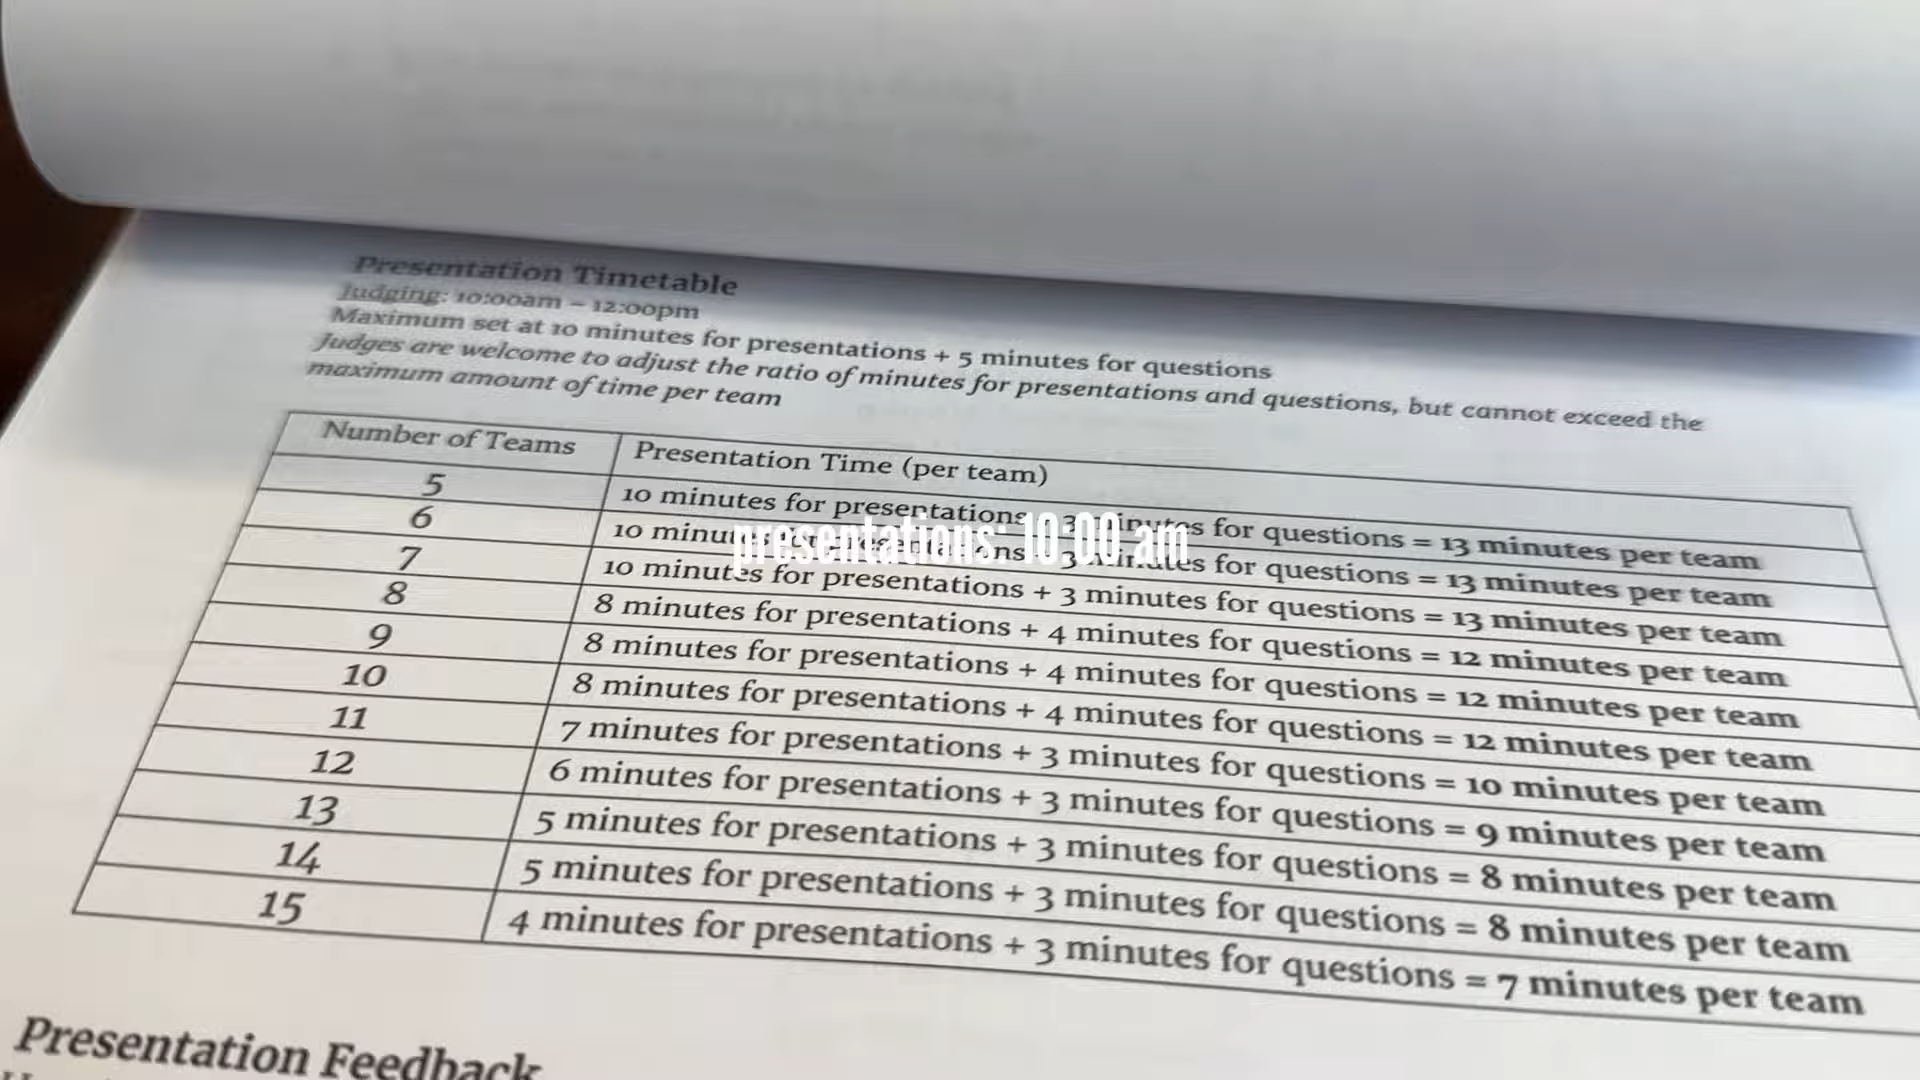 Presentation Timetable
Judging: 10:00am – 12:00pm
Maximum set at 10 minutes for presentations + 5 minutes for questions
Judges are welcome to adjust the ratio of minutes for presentations and questions, but cannot exceed the
maximum amount of time per team
Number of Teams Presentation Time (per team)
5 10 minutes for presentations 3 minutes for questions = 13 minutes per team
6 10 minutes for presentations 3 minutes for questions = 13 minutes per team
presentations: 10:00 am
7 10 minutes for presentations + 3 minutes for questions = 13 minutes per team
8 8 minutes for presentations + 4 minutes for questions = 12 minutes per team
9 8 minutes for presentations + 4 minutes for questions = 12 minutes per team
10 8 minutes for presentations + 4 minutes for questions = 12 minutes per team
11 7 minutes for presentations + 3 minutes for questions = 10 minutes per team
12 6 minutes for presentations + 3 minutes for questions = 9 minutes per team
13 5 minutes for presentations + 3 minutes for questions = 8 minutes per team
14 5 minutes for presentations + 3 minutes for questions = 8 minutes per team
15 4 minutes for presentations + 3 minutes for questions = 7 minutes per team
Presentation Feedback